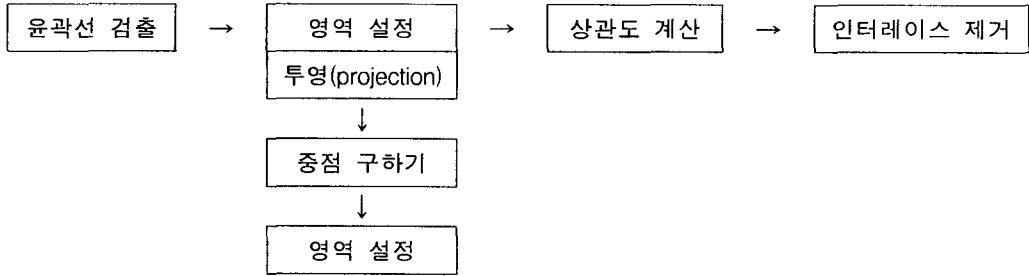 윤곽선 검출 → 영역 설정 → 상관도 계산 → 인터레이스 제거
투영(projection)
↓
중점 구하기
↓
영역 설정